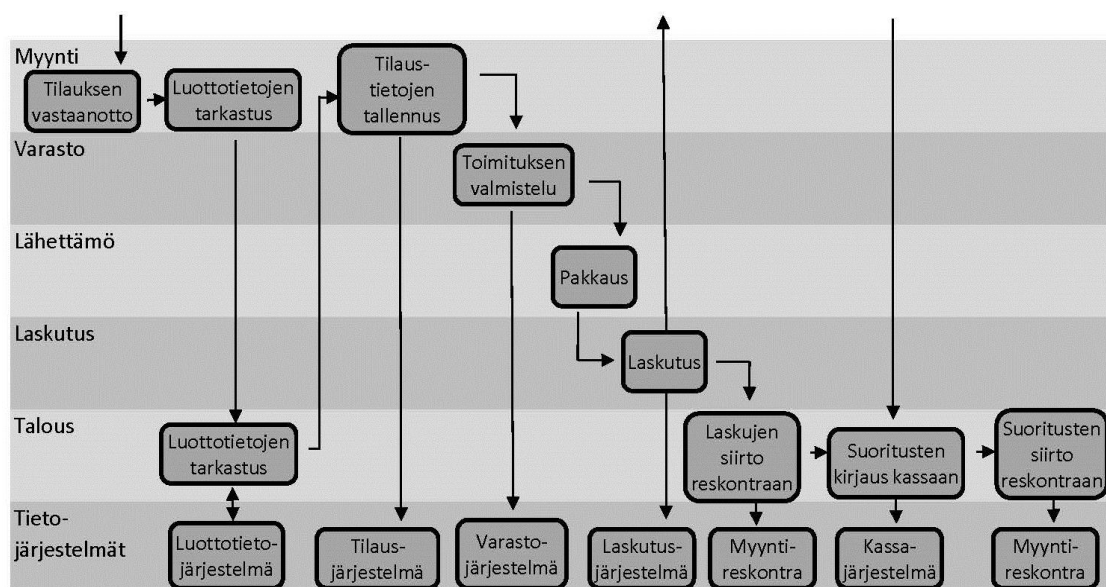 Myynti
Tilauksen
vastaanotto
Luottotietojen
tarkastus
Tilaus-
tietojen
tallennus
Varasto
Toimituksen
valmistelu
Lähettämö
Pakkaus
Laskutus
Laskutus
Talous
Luottotietojen
tarkastus
Laskujen
siirto
reskontraan
Suoritusten
kirjaus kassaan
Suoritusten
siirto
reskontraan
Tieto-
järjestelmät
Luottotieto-
järjestelmä
Tilaus-
järjestelmä
Varasto-
järjestelmä
Laskutus-
järjestelmä
Myynti-
reskontra
Kassa-
järjestelmä
Myynti-
reskontra